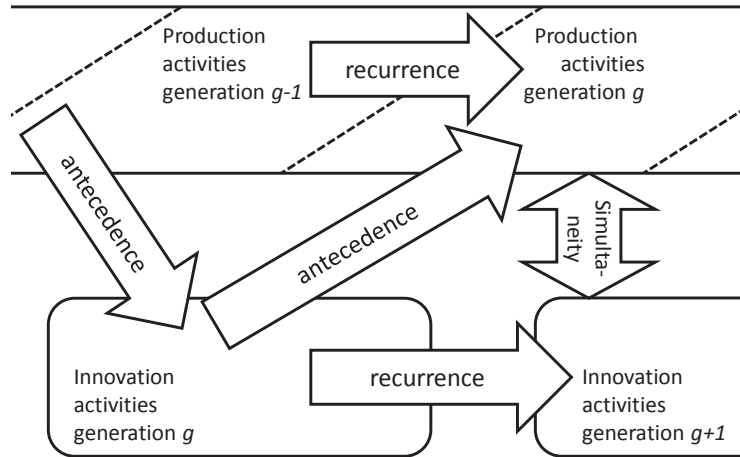 Production
activities
generation g-1
recurrence
Production
activities
generation g
antecedence
antecedence
Simulta-
neity
Innovation
activities
generation g
recurrence
Innovation
activities
generation g+1